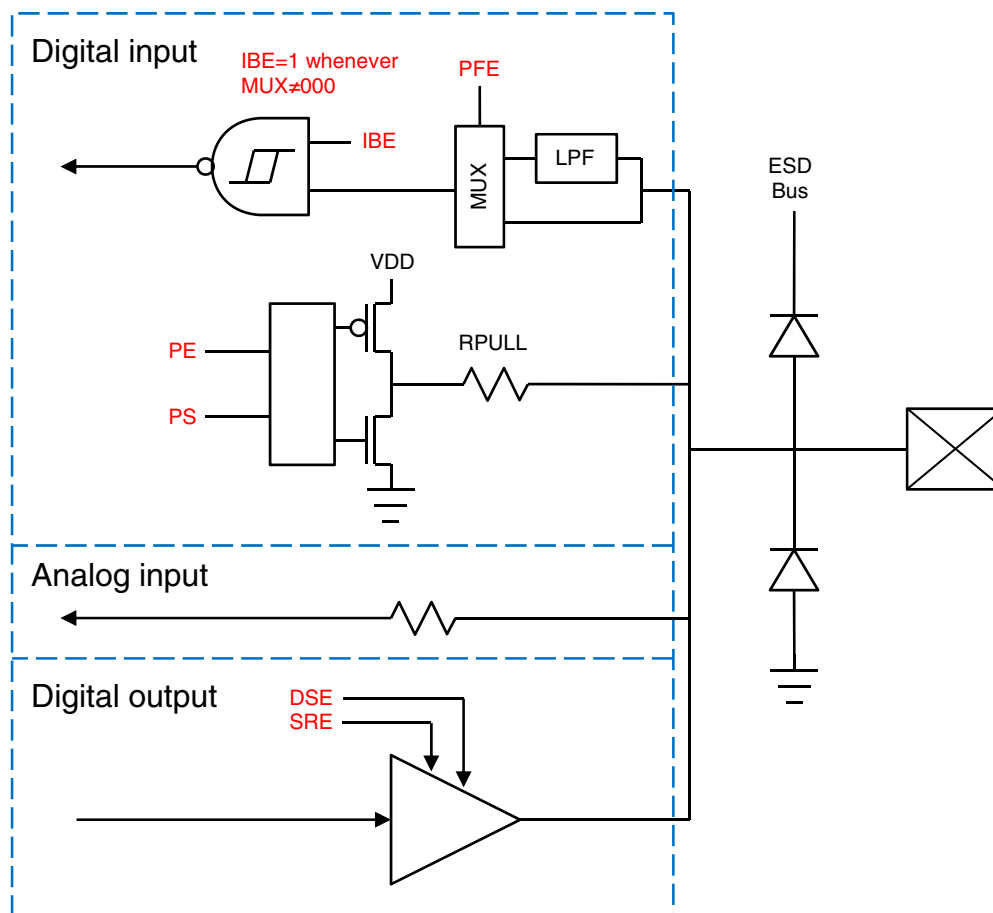 Digital input
IBE=1 whenever
MUX≠000
PFE
IBE
MUX
LPF
ESD
Bus
VDD
PE
RPULL
PS
Analog input
Digital output
DSE
SRE